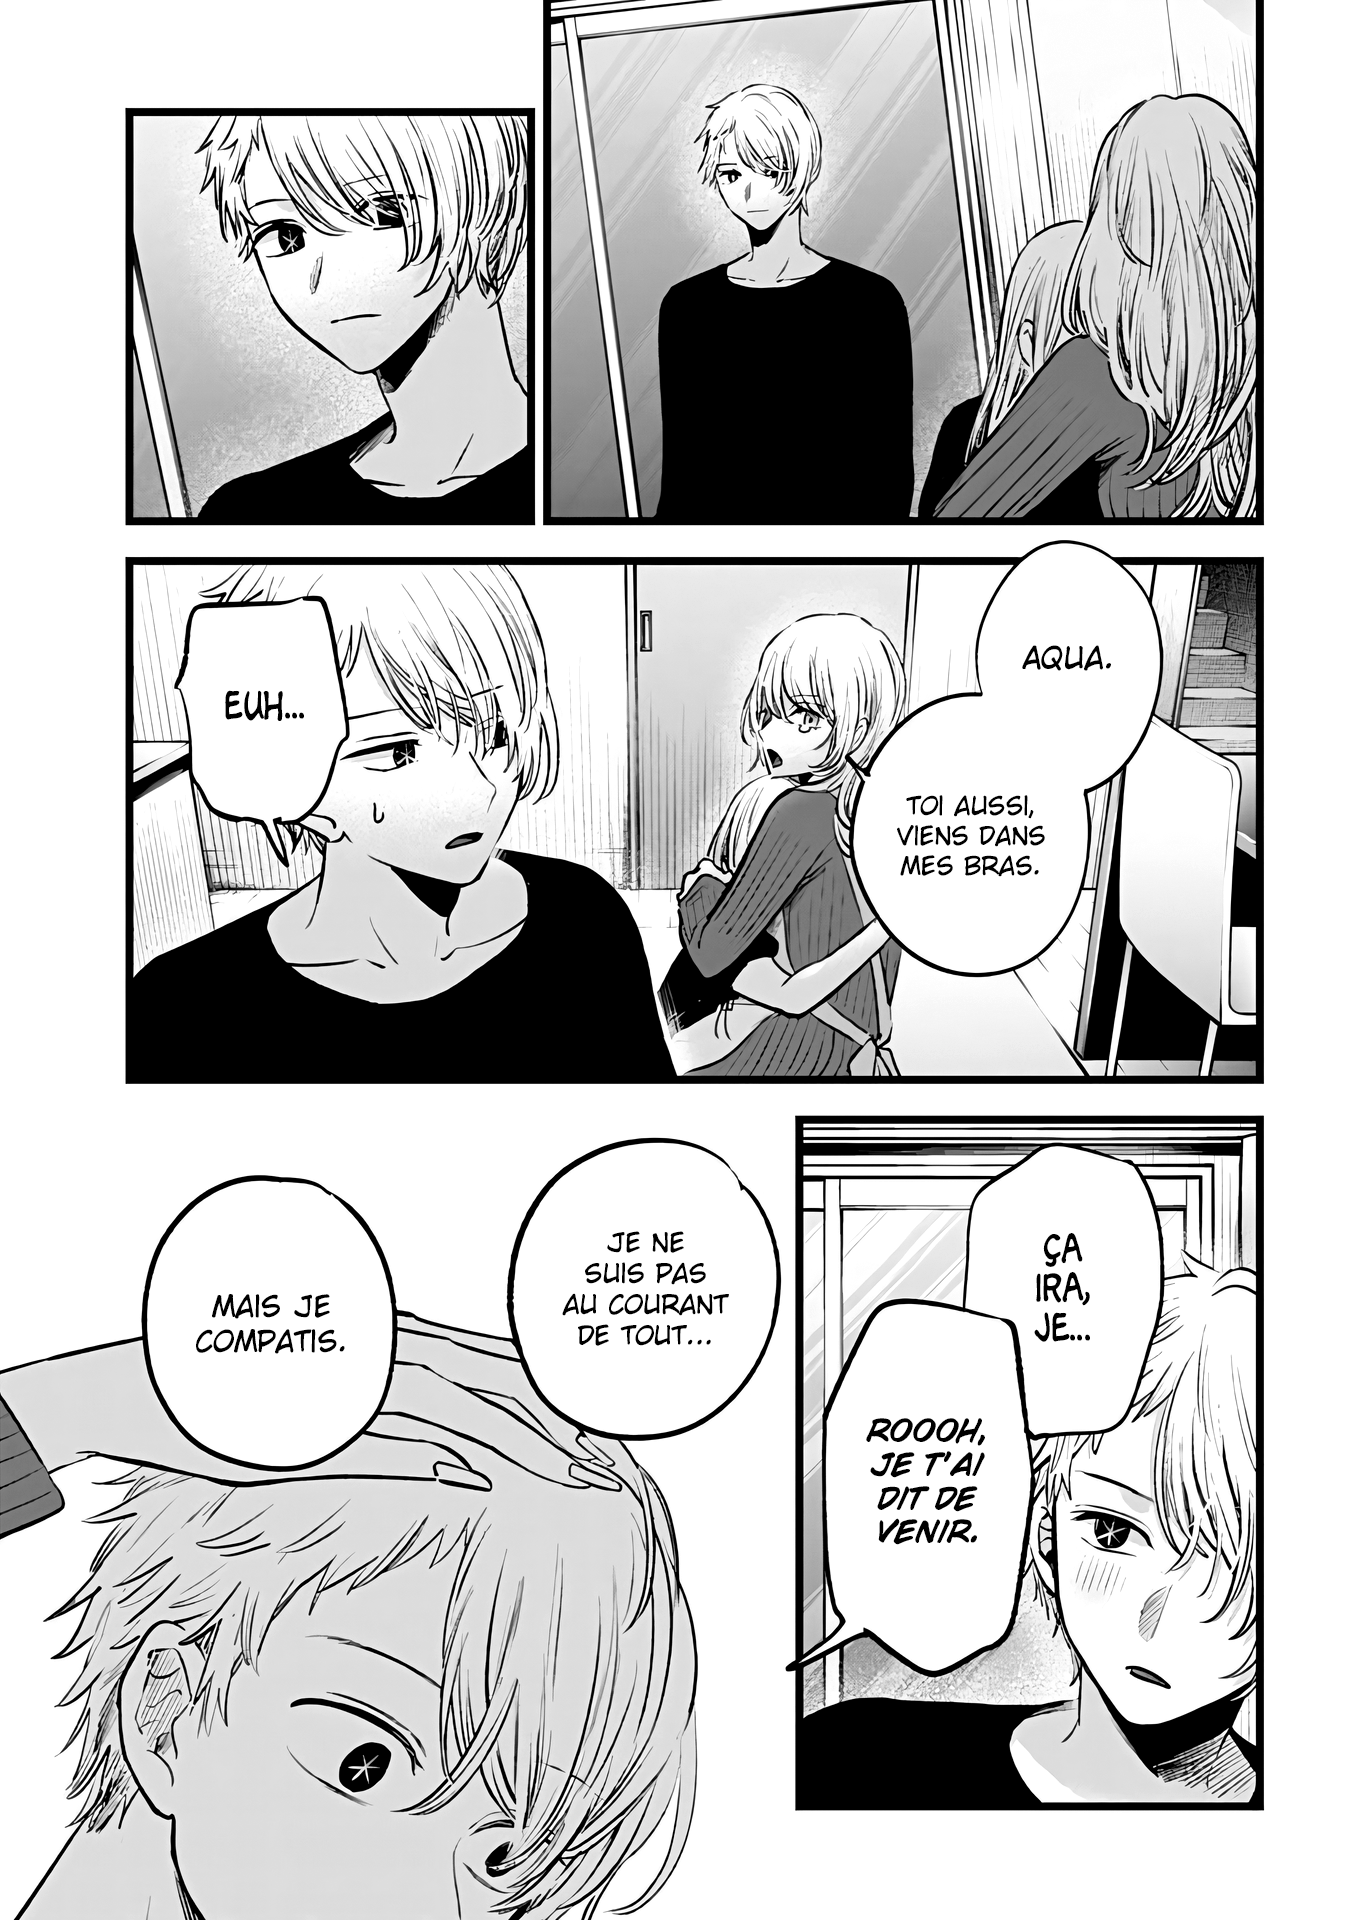 AQUA.
TOI AUSSI,
VIENS DANS
MES BRAS.
EUH...
ÇA
IRA,
JE...
ROOOH,
JE T'AI
DIT DE
VENIR.
JE NE
SUIS PAS
AU COURANT
DE TOUT...
MAIS JE
COMPATIS.